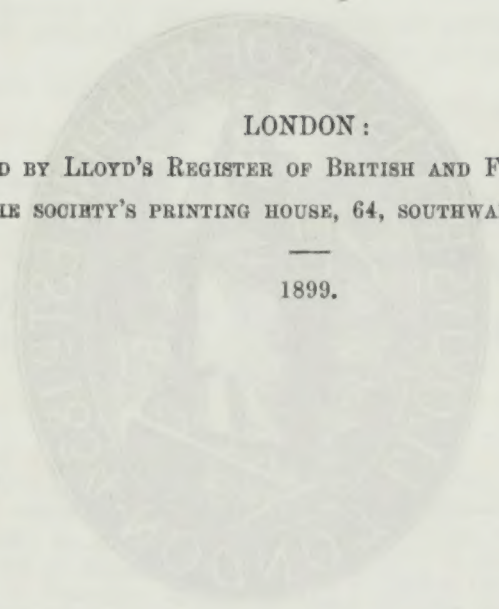 LONDON:
D BY LLOYD'S REGISTER OF BRITISH AND F
SOCIETY'S PRINTING HOUSE, 64, SOUTHWA
1899.